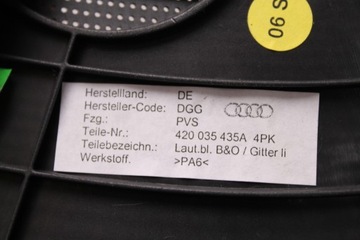 06 S
Herstellland: DE
Hersteller-Code: DGG
Fzg.: PVS
Teile-Nr.: 420 035 435A 4PK
Teilebezeichn.: Laut.bl. B&O / Gitter li
Werkstoff. >PA6<